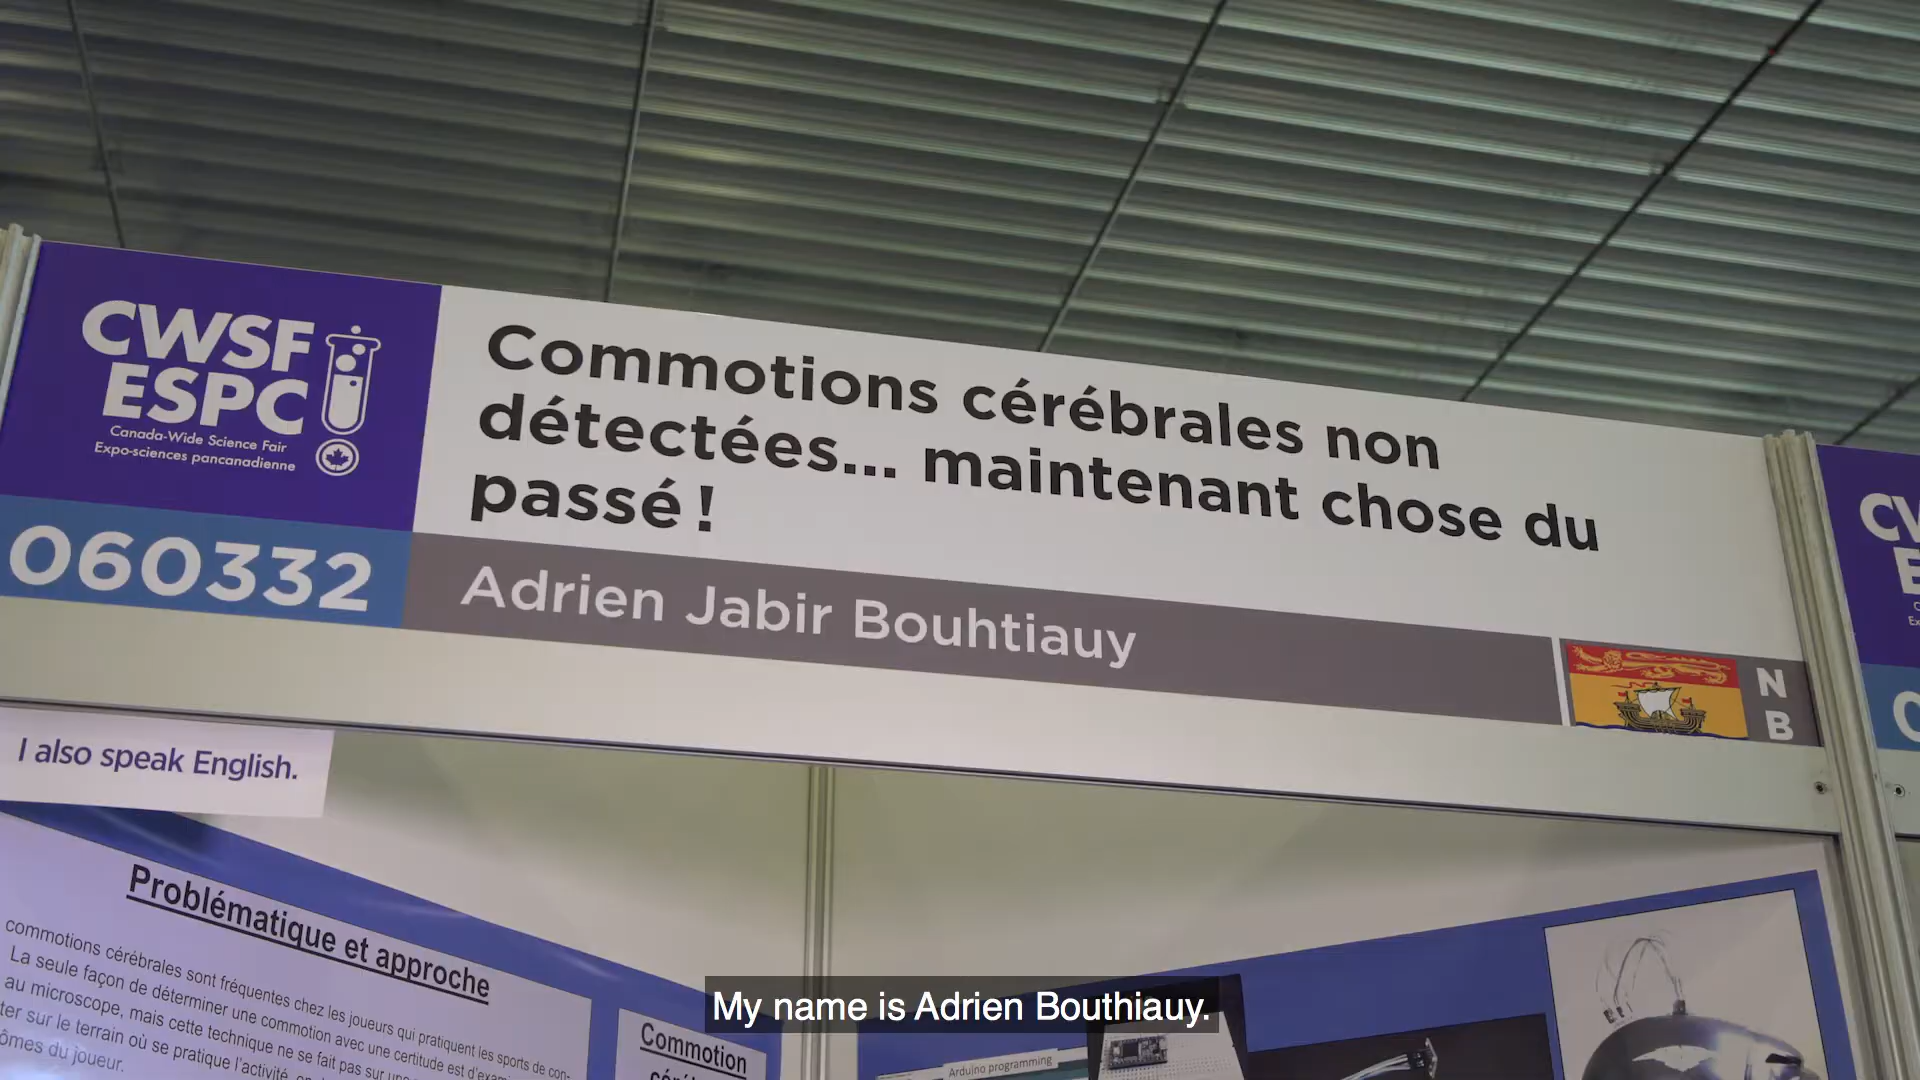 CWSF
ESPC
Canada-Wide Science Fair
Expo-sciences pancanadienne
060332
Commotions cérébrales non
détectées... maintenant chose du
passé !
Adrien Jabir Bouhtiauy
N
B
I also speak English.
Problématique et approche
commotions cérébrales sont fréquentes chez les joueurs qui pratiquent les sports de con-
La seule façon de déterminer une commotion avec une certitude est
au microscope, mais cette technique ne se fait pas sur
ter sur le terrain où se pratique l'activité,
ômes du joueur.
Commotion
Arduino programming
My name is Adrien Bouthiauy.